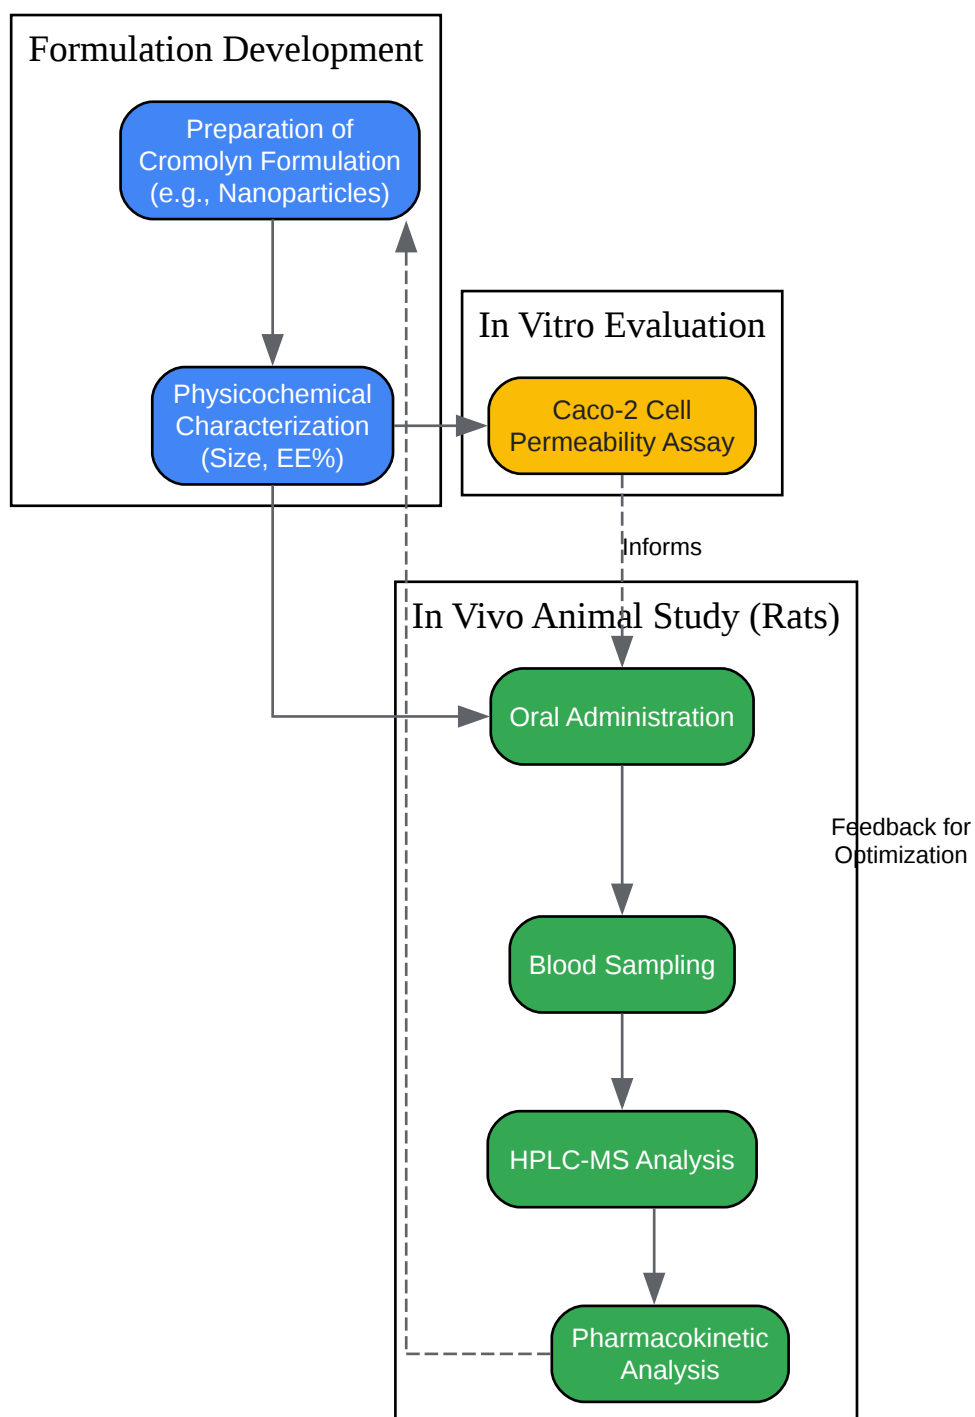 Formulation Development
Preparation of
Cromolyn Formulation
(e.g., Nanoparticles)
Physicochemical
Characterization
(Size, EE%)
In Vitro Evaluation
Caco-2 Cell
Permeability Assay
Informs
In Vivo Animal Study (Rats)
Oral Administration
Feedback for
Optimization
Blood Sampling
HPLC-MS Analysis
Pharmacokinetic
Analysis